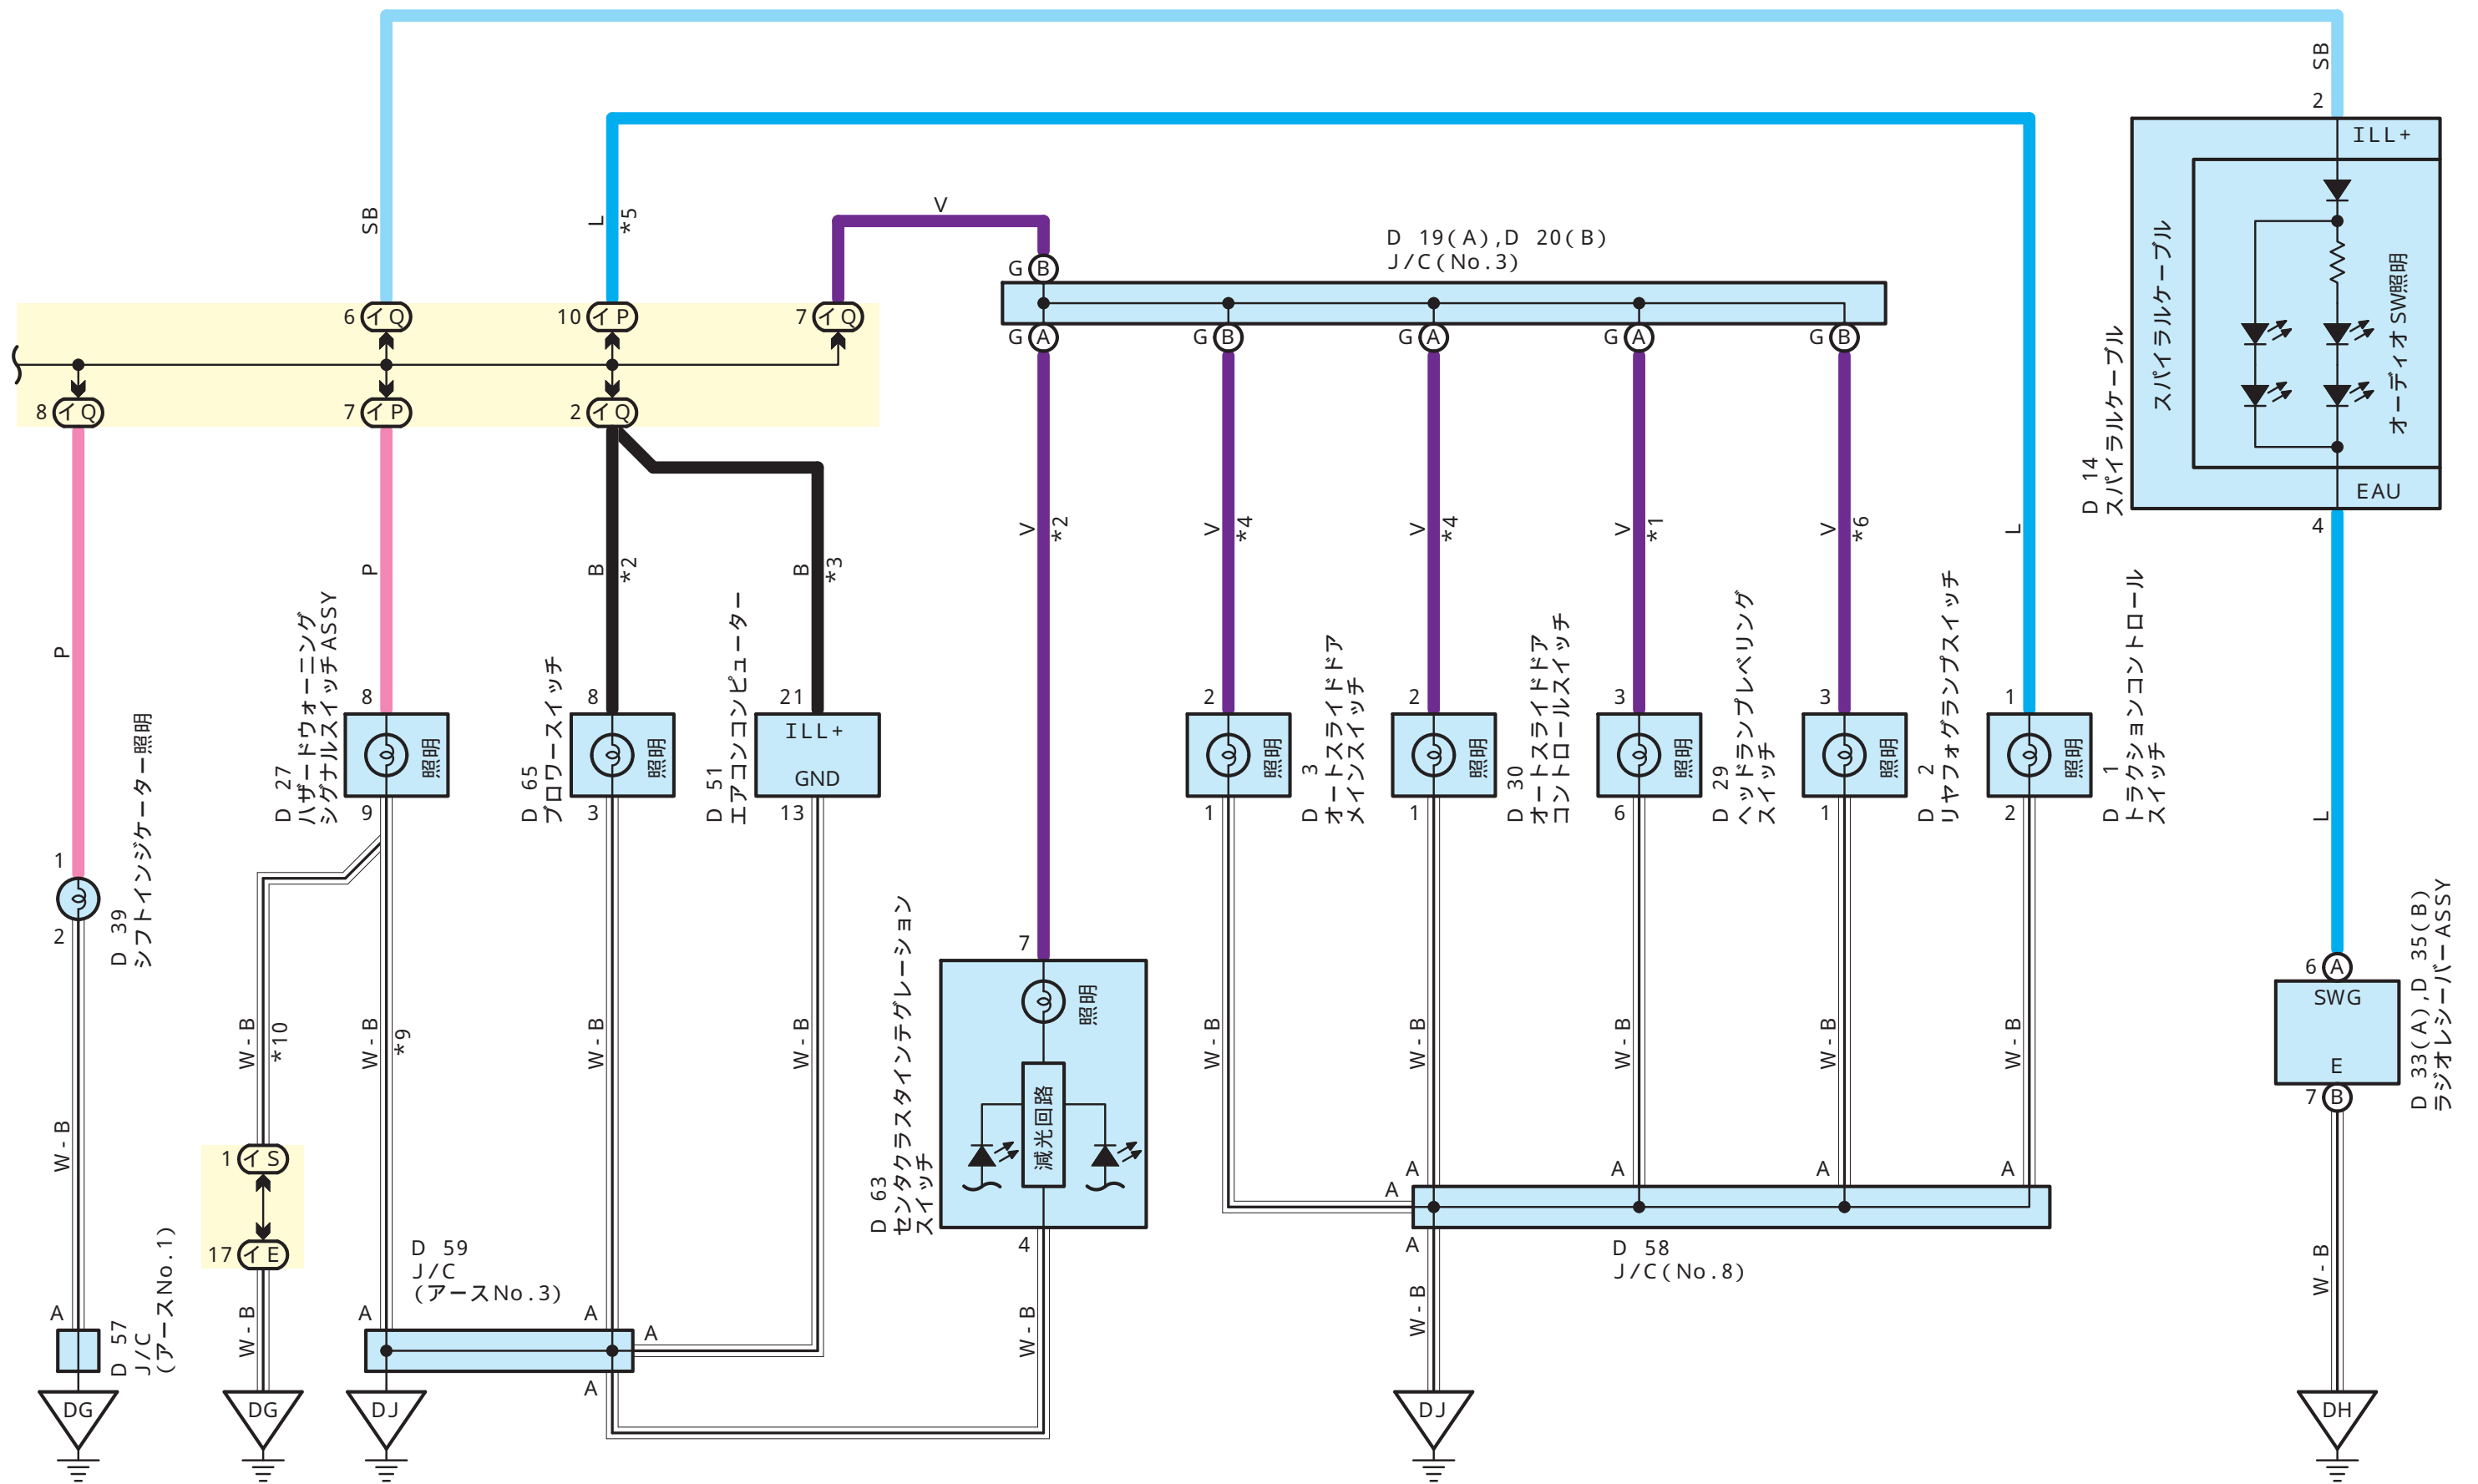 SB
SB
2
ILL+
スパイラルケーブル
オーディオSW照明
EAU
4
D 14
スパイラルケーブル
L
*5
V
D 19(A),D 20(B)
J/C(No.3)
G B
6 イQ
10 イP
7 イQ
8 イQ
7 イP
2 イQ
G A
G B
G A
G A
G B
P
P
B
*2
B
*3
V
*2
V
*4
V
*4
V
*1
V
*6
L
L
1
2
D 39
シフトインジケーター照明
8
照明
9
D 27
ハザードウォーニング
シグナルスイッチASSY
8
照明
3
D 65
ブロワースイッチ
21
ILL+
GND
13
D 51
エアコンコンピューター
2
照明
1
D 3
オートスライドドア
メインスイッチ
2
照明
1
D 30
オートスライドドア
コントロールスイッチ
3
照明
6
D 29
ヘッドランプレベリング
スイッチ
3
照明
1
D 2
リヤフォグランプスイッチ
1
照明
2
D 1
トラクションコントロール
スイッチ
7
照明
減光回路
4
D 63
センタクラスタインテグレーション
スイッチ
6 A
SWG
E
7 B
D 33(A),D 35(B)
ラジオレシーバーASSY
W-B
W-B
*10
W-B
*9
W-B
W-B
W-B
W-B
W-B
W-B
W-B
1 イS
17 イE
W-B
W-B
W-B
W-B
A
D 57
J/C
(アースNo.1)
A
A
A
A
D 59
J/C
(アースNo.3)
A
A
A
A
A
A
D 58
J/C(No.8)
DG
DG
DJ
DJ
DH